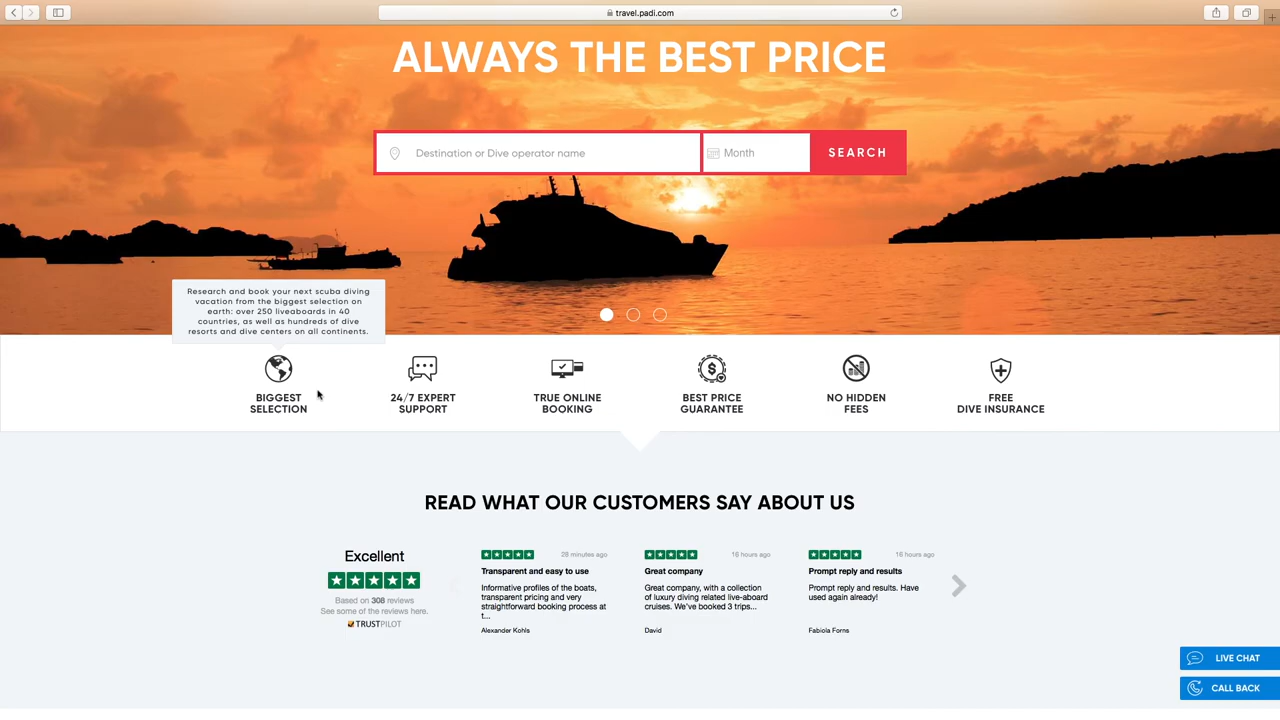 travel.padi.com
ALWAYS THE BEST PRICE
Destination or Dive operator name
Month
SEARCH
Research and book your next scuba diving
vacation from the biggest selection on
earth: over 250 liveaboards in 40
countries, as well as hundreds of dive
resorts and dive centers on all continents.
BIGGEST
SELECTION
24/7 EXPERT
SUPPORT
TRUE ONLINE
BOOKING
BEST PRICE
GUARANTEE
NO HIDDEN
FEES
FREE
DIVE INSURANCE
READ WHAT OUR CUSTOMERS SAY ABOUT US
Excellent
Based on 308 reviews
See some of the reviews here.
TRUSTPILOT
28 minutes ago
Transparent and easy to use
Informative profiles of the boats,
transparent pricing and very
straightforward booking process at
t...
Alexander Kohls
16 hours ago
Great company
Great company, with a collection
of luxury diving related live-aboard
cruises. We've booked 3 trips...
David
16 hours ago
Prompt reply and results
Prompt reply and results. Have
used again already!
Fabiola Forns
LIVE CHAT
CALL BACK